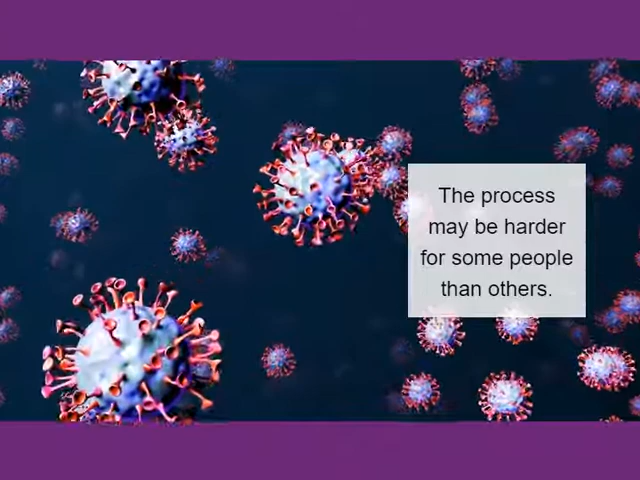 The process
may be harder
for some people
than others.